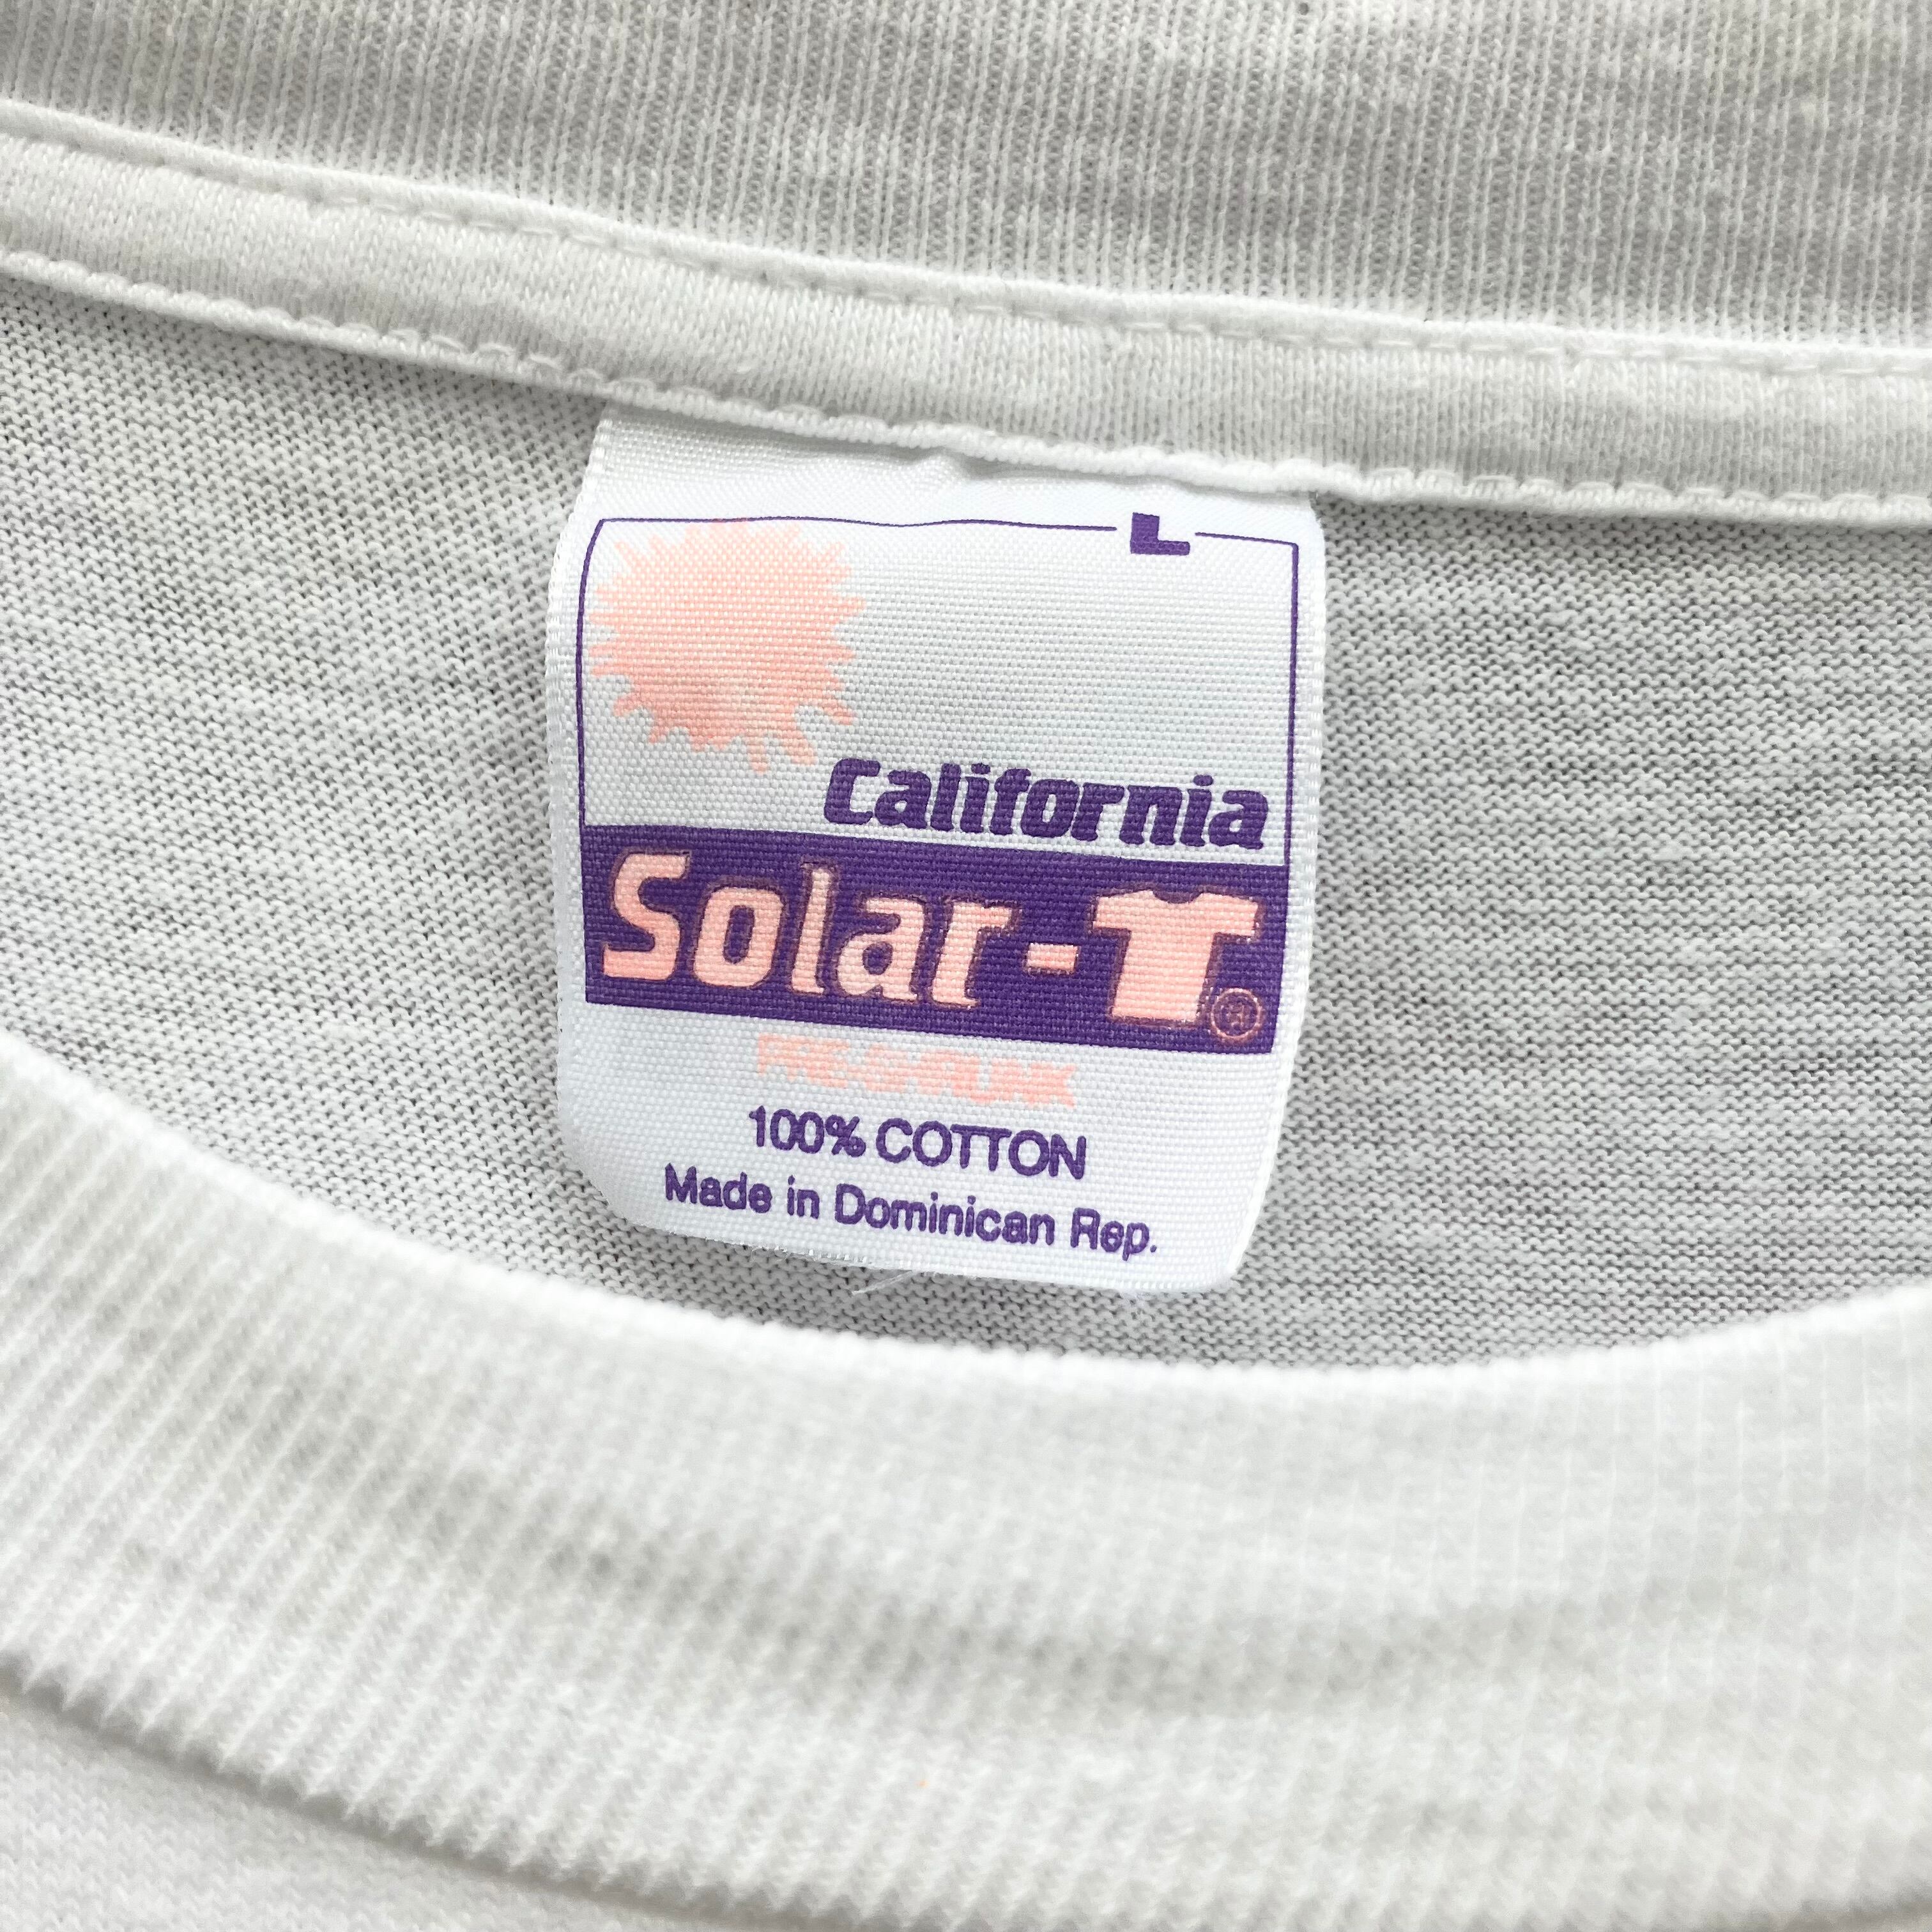 L
California
Solar-T®
PRE-SHRUNK
100% COTTON
Made in Dominican Rep.